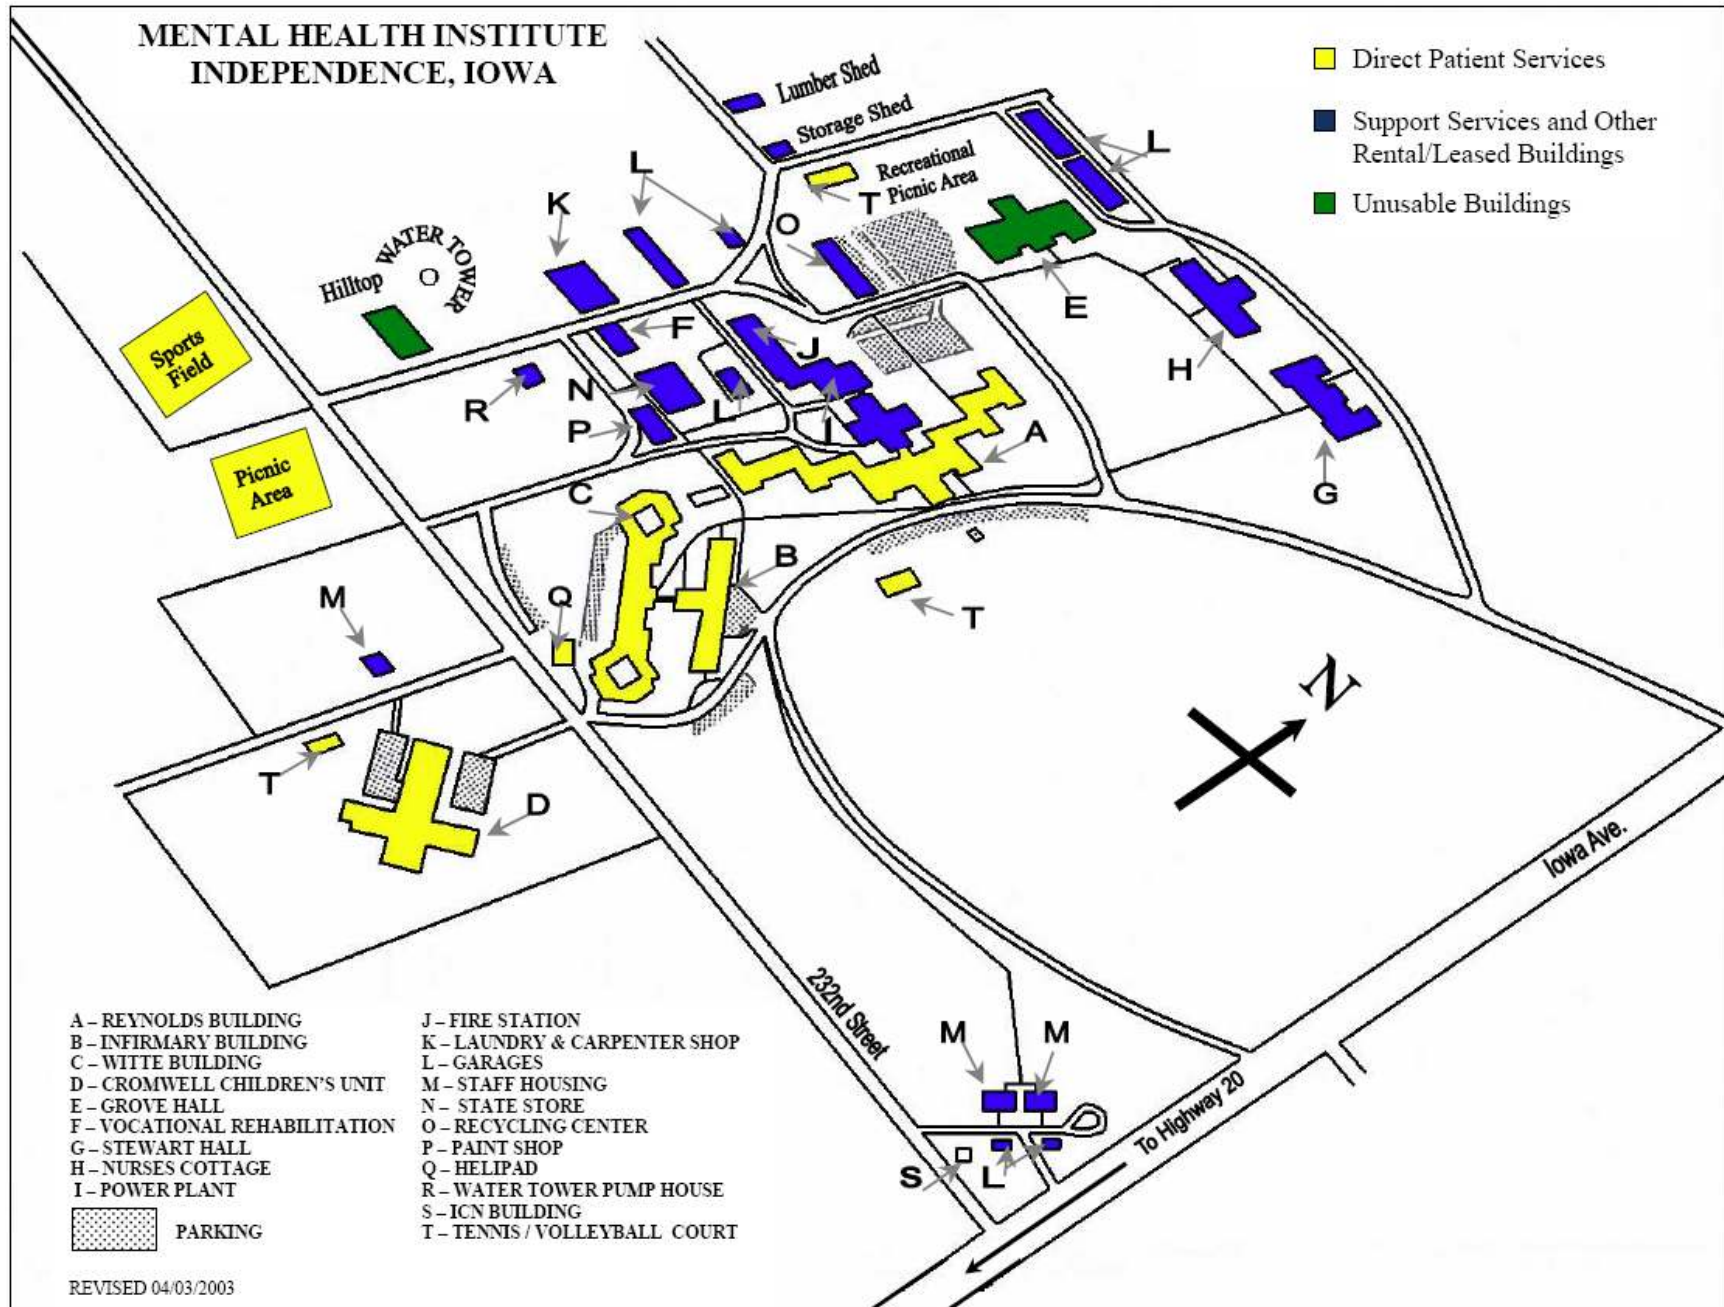 MENTAL HEALTH INSTITUTE
INDEPENDENCE, IOWA
Direct Patient Services
Support Services and Other
Rental/Leased Buildings
Unusable Buildings
Lumber Shed
Storage Shed
Recreational
Picnic Area
L
L
K
T
O
Hilltop
WATER TOWER
E
F
J
H
Sports
Field
R
N
L
P
I
A
G
Picnic
Area
C
B
Q
M
T
N
T
D
Iowa Ave.
232nd Street
M
M
To Highway 20
S
L
A – REYNOLDS BUILDING
B – INFIRMARY BUILDING
C – WITTE BUILDING
D – CROMWELL CHILDREN'S UNIT
E – GROVE HALL
F – VOCATIONAL REHABILITATION
G – STEWART HALL
H – NURSES COTTAGE
I – POWER PLANT
PARKING
J – FIRE STATION
K – LAUNDRY & CARPENTER SHOP
L – GARAGES
M – STAFF HOUSING
N – STATE STORE
O – RECYCLING CENTER
P – PAINT SHOP
Q – HELIPAD
R – WATER TOWER PUMP HOUSE
S – ICN BUILDING
T – TENNIS / VOLLEYBALL COURT
REVISED 04/03/2003